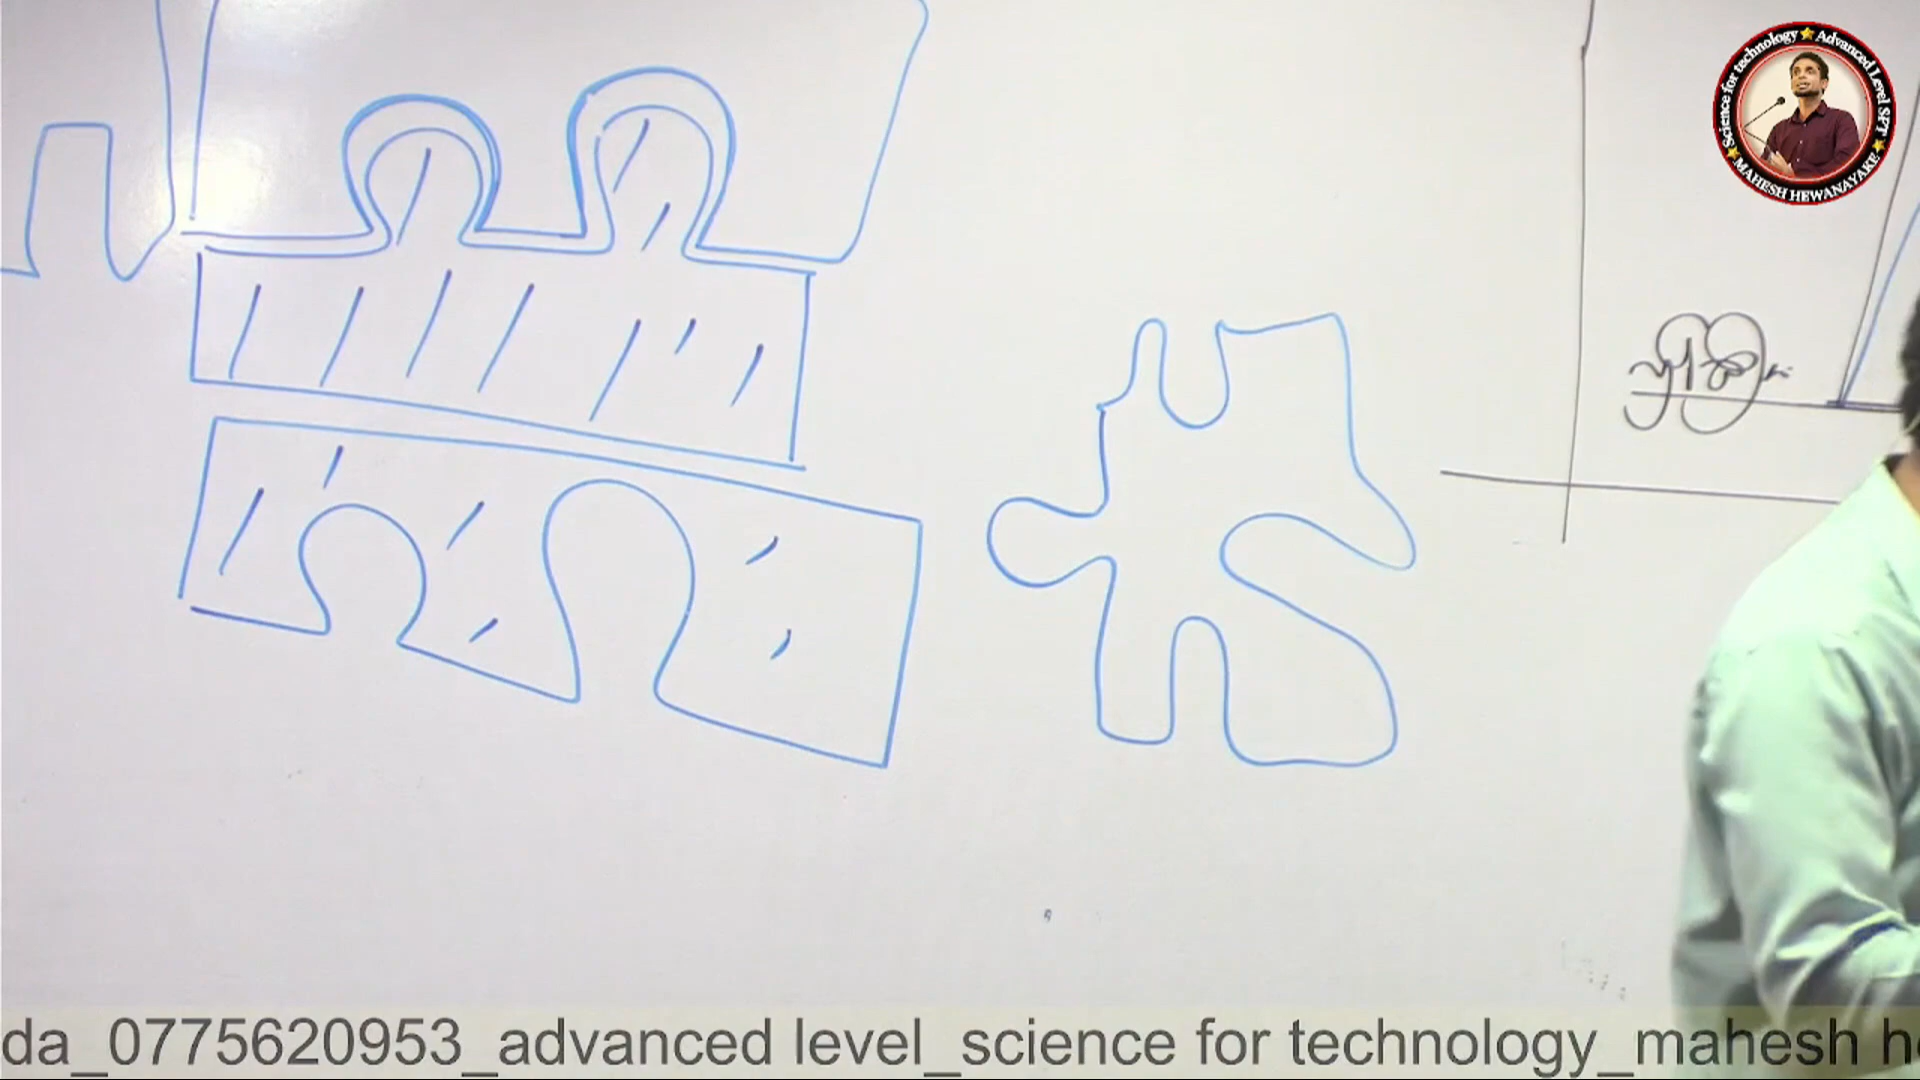 Science for technology ★ Advanced Level SFT
★ MAHESH HEWANAYAKE ★
da_0775620953_advanced level_science for technology_mahesh h